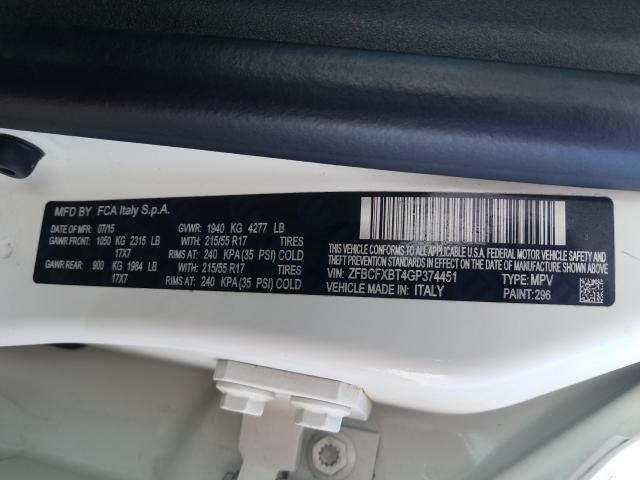 MFD BY FCA Italy S.p.A.
DATE OF MFR: 07/15 GVWR: 1940 KG 4277 LB
GAWR FRONT: 1050 KG 2315 LB WITH: 215/55 R17 TIRES
17X7 RIMS AT: 240 KPA (35 PSI) COLD
GAWR REAR: 900 KG 1984 LB WITH: 215/55 R17 TIRES
17X7 RIMS AT: 240 KPA (35 PSI) COLD
THIS VEHICLE CONFORMS TO ALL APPLICABLE U.S.A. FEDERAL MOTOR VEHICLE SAFETY AND
THEFT PREVENTION STANDARDS IN EFFECT ON THE DATE OF MANUFACTURE SHOWN ABOVE.
VIN: ZFBCFXBT4GP374451 TYPE: MPV
VEHICLE MADE IN: ITALY PAINT: 296